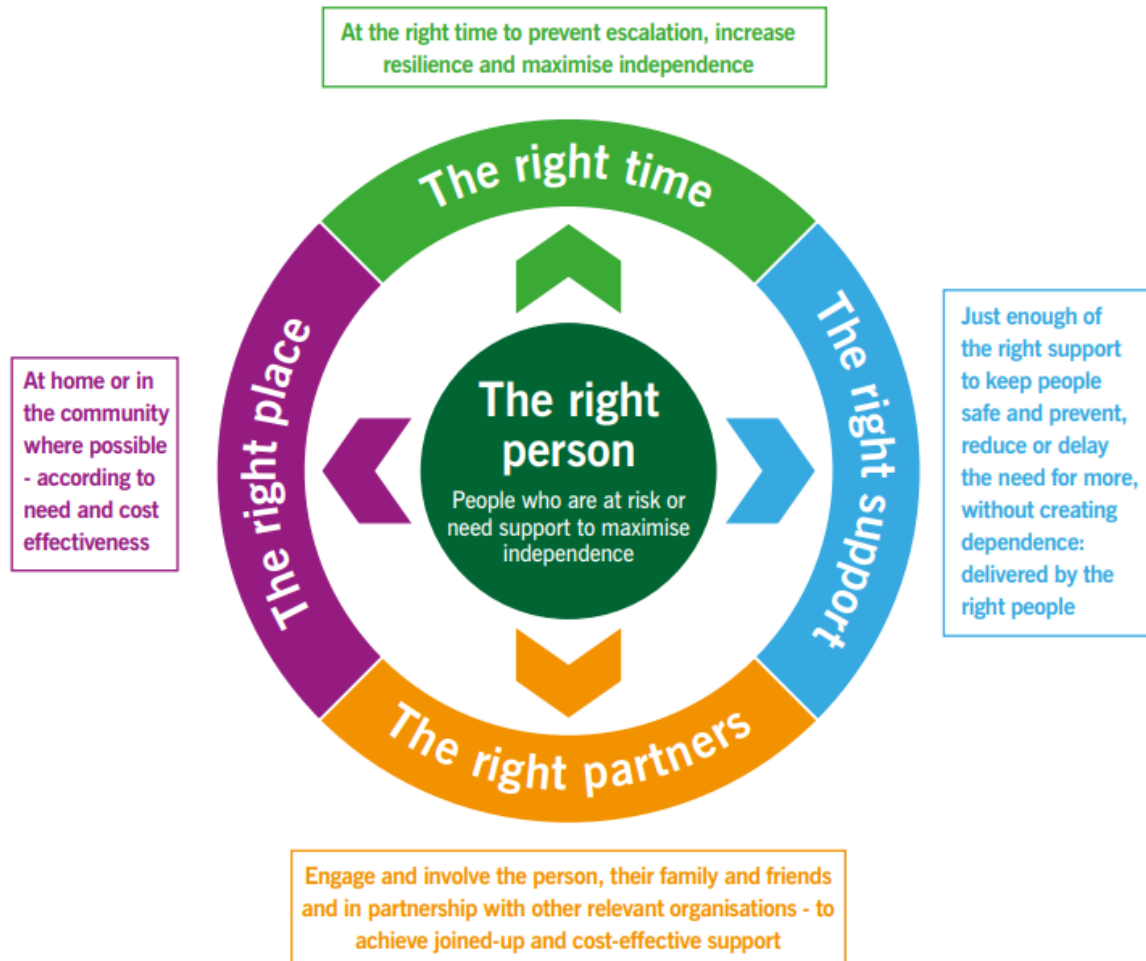 At the right time to prevent escalation, increase
resilience and maximise independence
The right time
The right place
At home or in
the community
where possible
- according to
need and cost
effectiveness
The right
person
People who are at risk or
need support to maximise
independence
The right support
Just enough of
the right support
to keep people
safe and prevent,
reduce or delay
the need for more,
without creating
dependence:
delivered by the
right people
The right partners
Engage and involve the person, their family and friends
and in partnership with other relevant organisations - to
achieve joined-up and cost-effective support